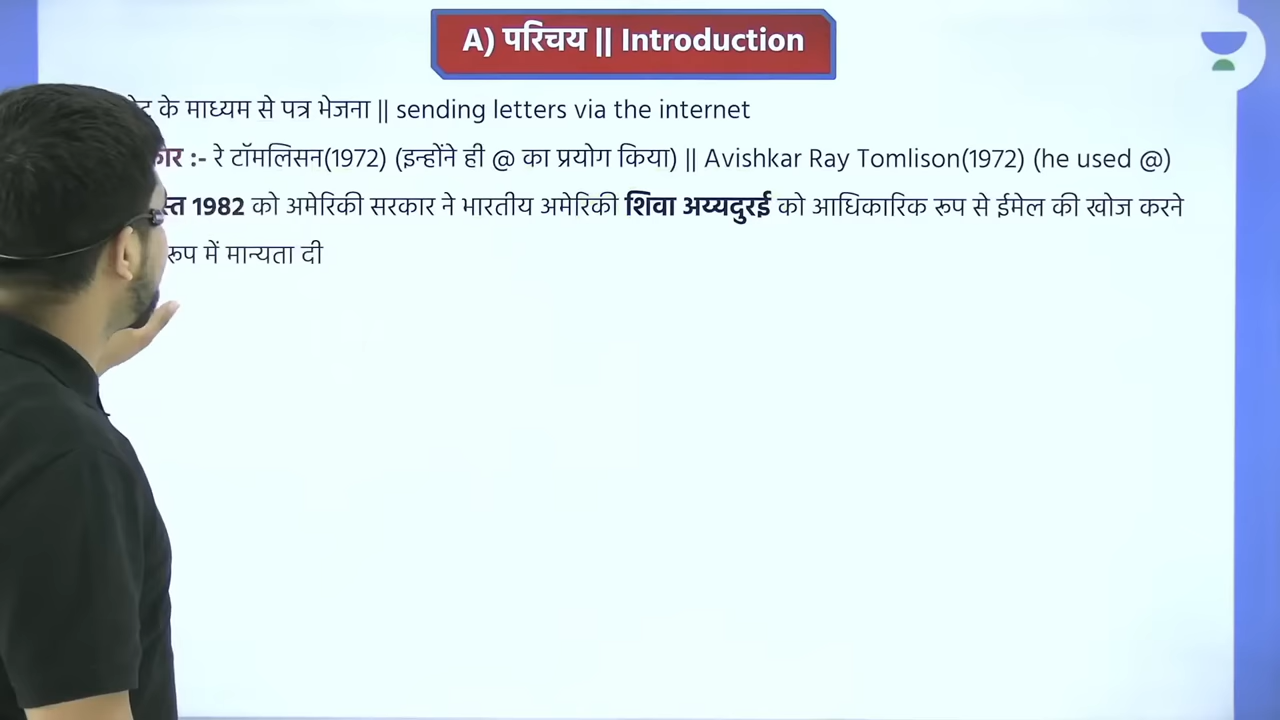 A) परिचय || Introduction
के माध्यम से पत्र भेजना || sending letters via the internet
:- रे टॉमलिसन(1972) (इन्होंने ही @ का प्रयोग किया) || Avishkar Ray Tomlison(1972) (he used @)
1982 को अमेरिकी सरकार ने भारतीय अमेरिकी शिवा अय्यदुरई को आधिकारिक रूप से ईमेल की खोज करने
रूप में मान्यता दी